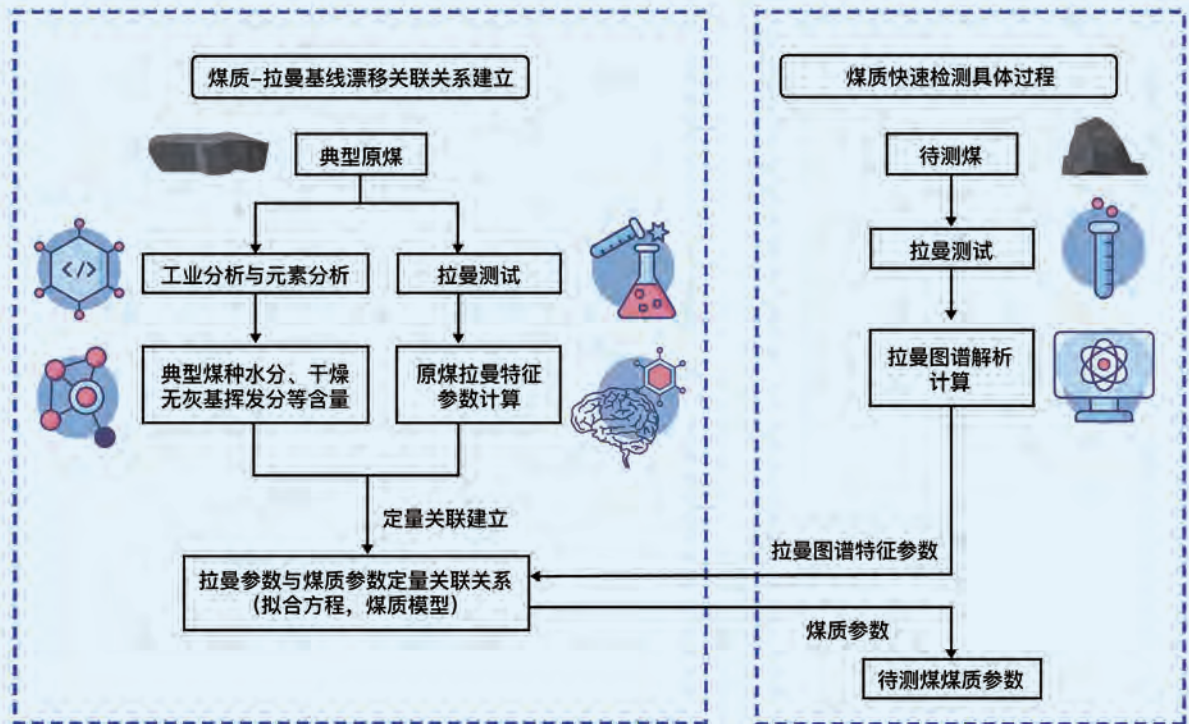 煤质–拉曼基线漂移关联关系建立
典型原煤
</>
工业分析与元素分析
拉曼测试
典型煤种水分、干燥
无灰基挥发分等含量
原煤拉曼特征
参数计算
定量关联建立
拉曼参数与煤质参数定量关联关系
（拟合方程，煤质模型）
煤质快速检测具体过程
待测煤
拉曼测试
拉曼图谱解析
计算
拉曼图谱特征参数
煤质参数
待测煤煤质参数